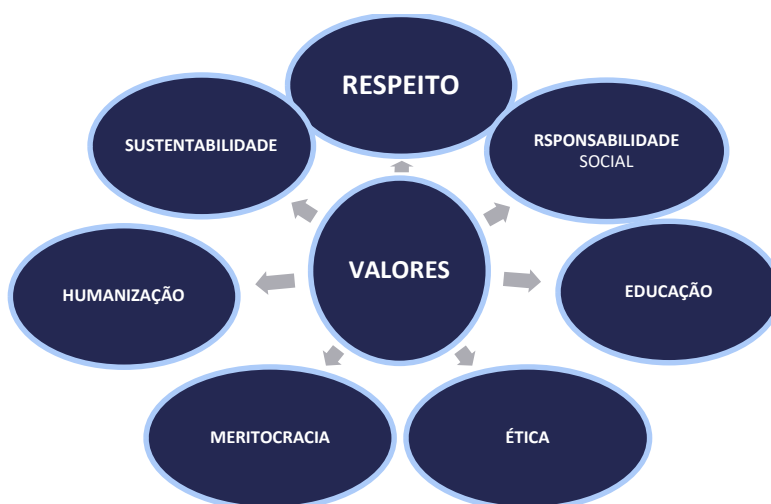 RESPEITO
SUSTENTABILIDADE
RSPONSABILIDADE
SOCIAL
VALORES
HUMANIZAÇÃO
EDUCAÇÃO
MERITOCRACIA
ÉTICA